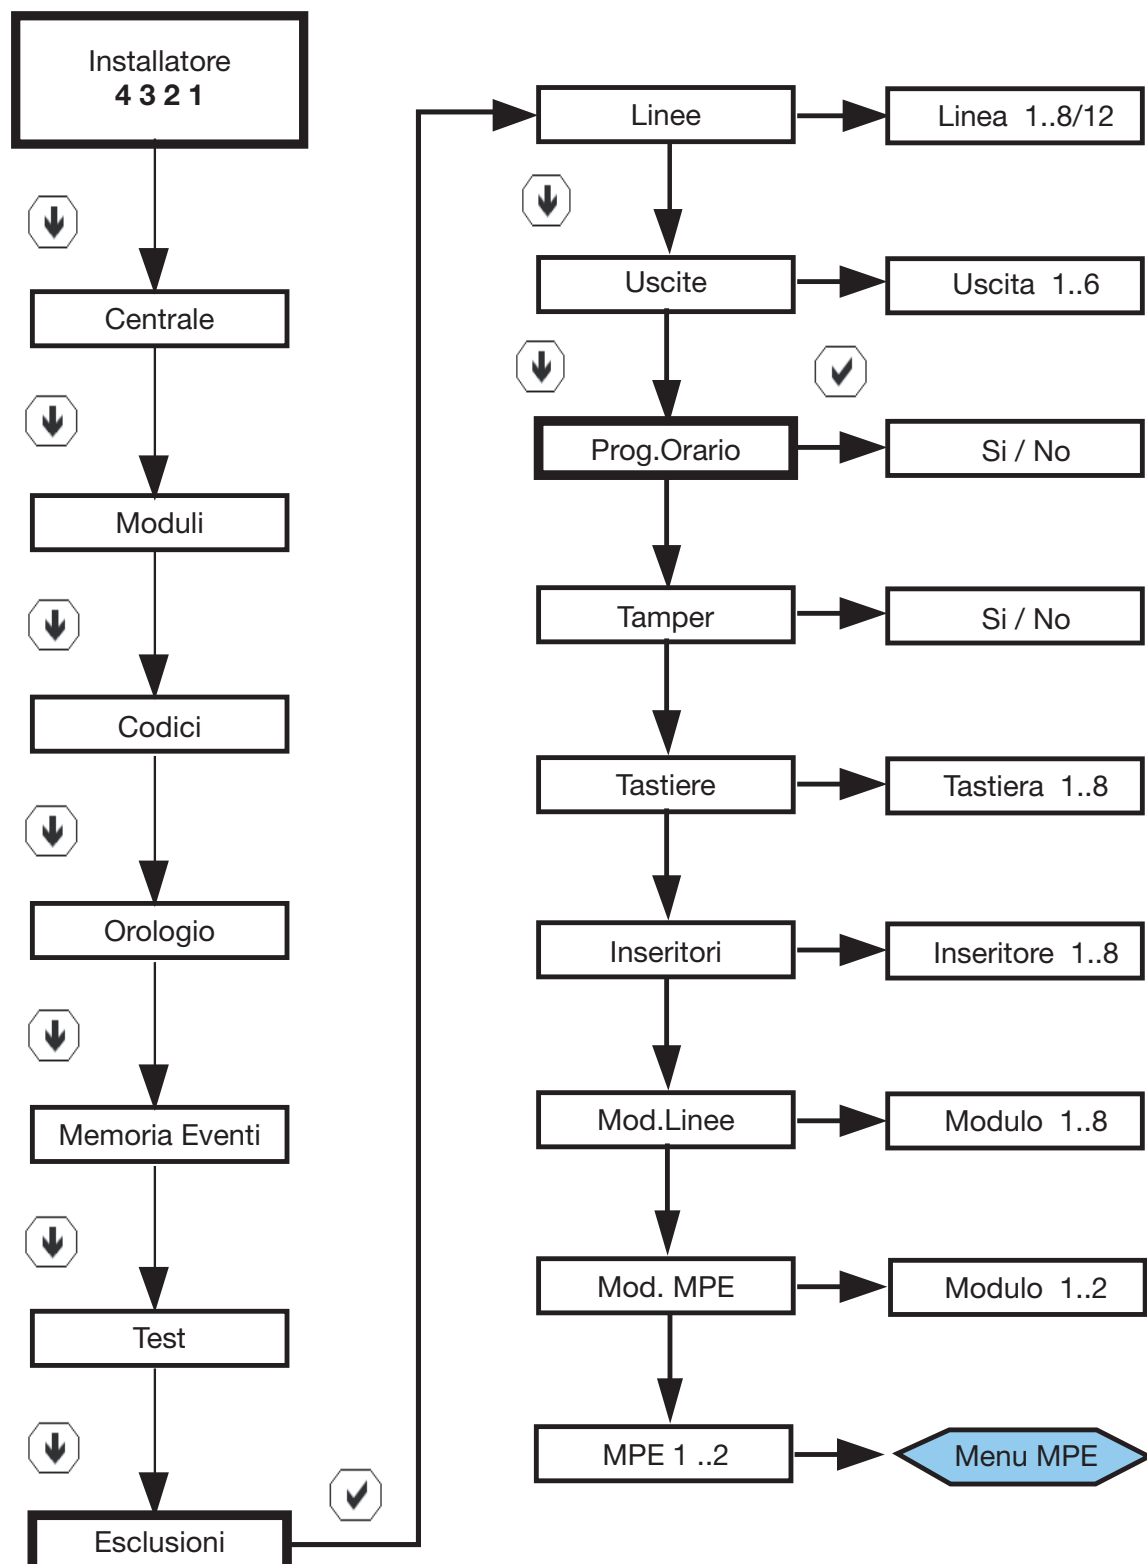 Installatore
4 3 2 1
Centrale
Moduli
Codici
Orologio
Memoria Eventi
Test
Esclusioni
Linee
Linea 1..8/12
Uscite
Uscita 1..6
Prog.Orario
Si / No
Tamper
Si / No
Tastiere
Tastiera 1..8
Inseritori
Inseritore 1..8
Mod.Linee
Modulo 1..8
Mod. MPE
Modulo 1..2
MPE 1 ..2
Menu MPE